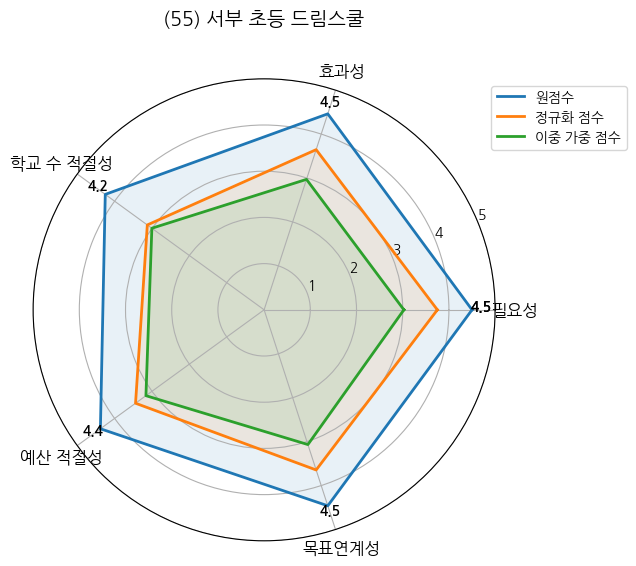 (55) 서부 초등 드림스쿨
효과성
4.5
원점수
정규화 점수
이중 가중 점수
학교 수 적절성
4.2
5
4
3
2
1
4.5
필요성
4.4
예산 적절성
4.5
목표연계성